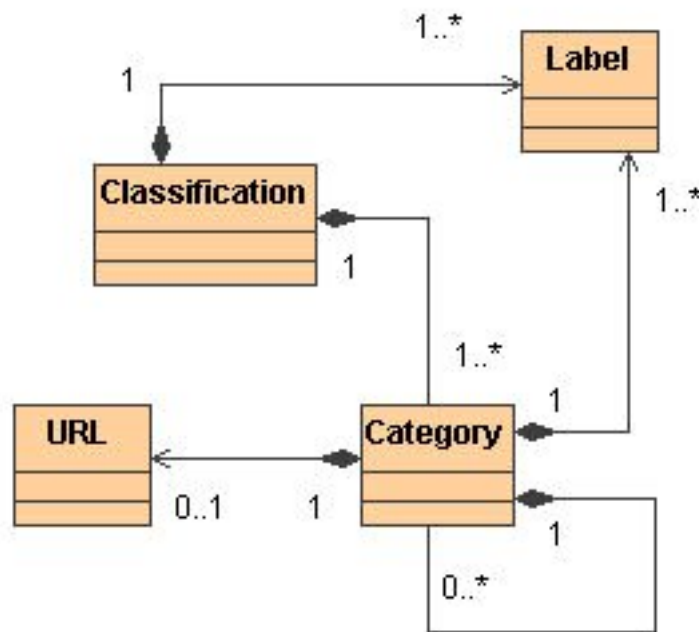 1..*
Label
1
1..*
Classification
1
1..*
1
URL
Category
0..1
1
1
0..*